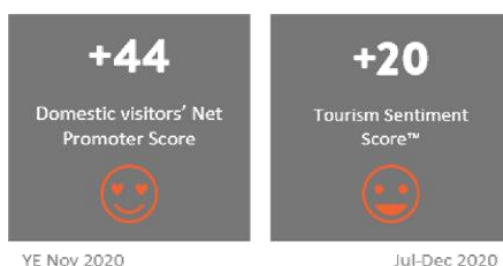 +44
Domestic visitors' Net
Promoter Score
YE Nov 2020
+20
Tourism Sentiment
Score™
Jul-Dec 2020